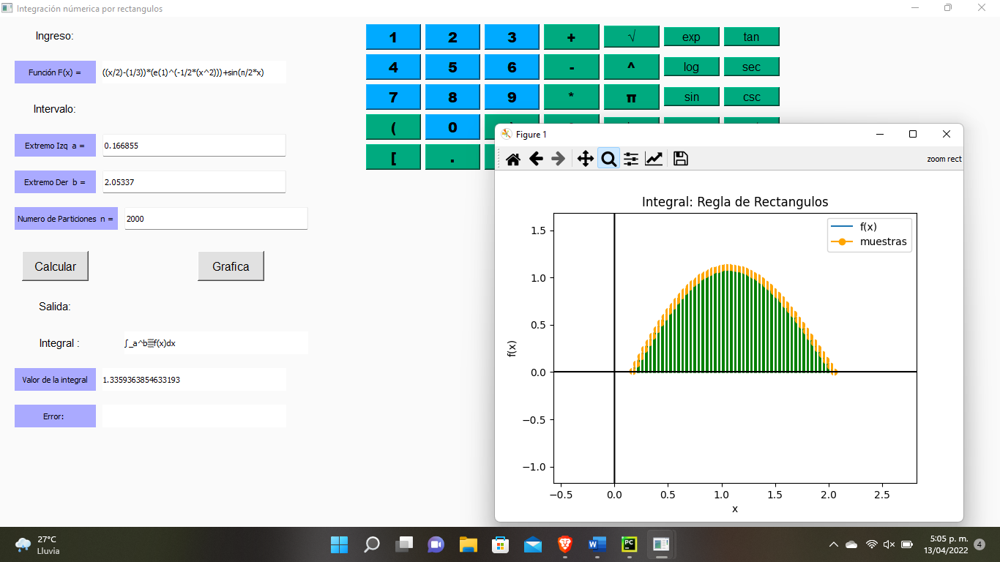 Integración númerica por rectangulos
Ingreso:
Función F(x) =
((x/2)-(1/3))*(e(1)^(-1/2*(x^2)))+sin(π/2*x)
Intervalo:
Extremo Izq a =
0.166855
Extremo Der b =
2.05337
Numero de Particiones n =
2000
Calcular
Grafica
Salida:
Integral :
∫_a^b▒f(x)dx
Valor de la integral
1.3359363854633193
Error:
1 2 3 + √ exp tan
4 5 6 - ^ log sec
7 8 9 * π sin csc
( 0
[ .
Figure 1
zoom rect
Integral: Regla de Rectangulos
f(x)
muestras
1.5
1.0
0.5
0.0
−0.5
−1.0
f(x)
−0.5 0.0 0.5 1.0 1.5 2.0 2.5
x
27°C
Lluvia
W
PC
5:05 p. m.
13/04/2022
4